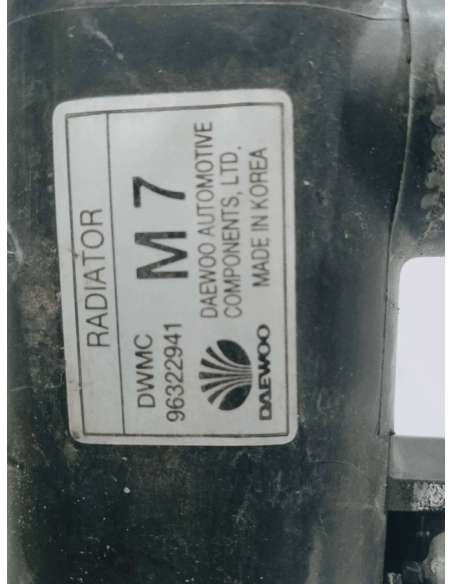 RADIATOR
DWMC
96322941
M 7
DAEWOO AUTOMOTIVE
COMPONENTS, LTD.
MADE IN KOREA
DAEWOO